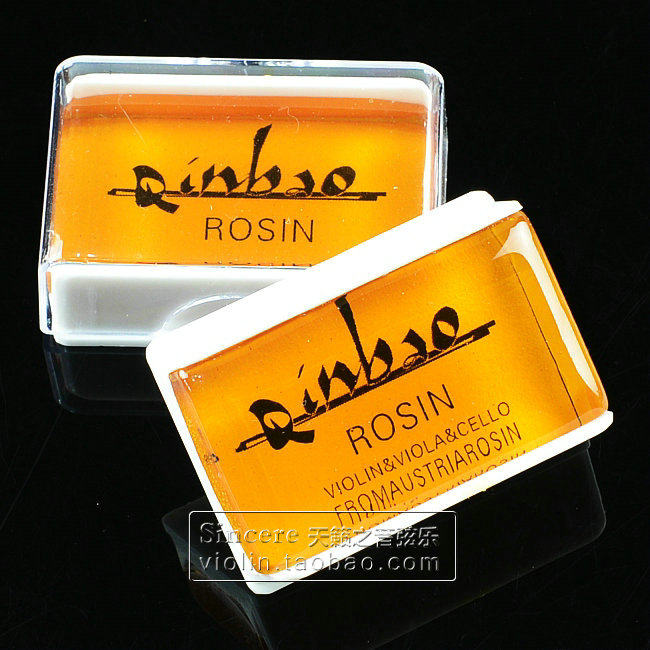 Qinbao
ROSIN
Qinbao
ROSIN
VIOLIN&VIOLA&CELLO
FROMAUSTRIAROSIN
Sincere 天籁之音弦乐
violin.taobao.com